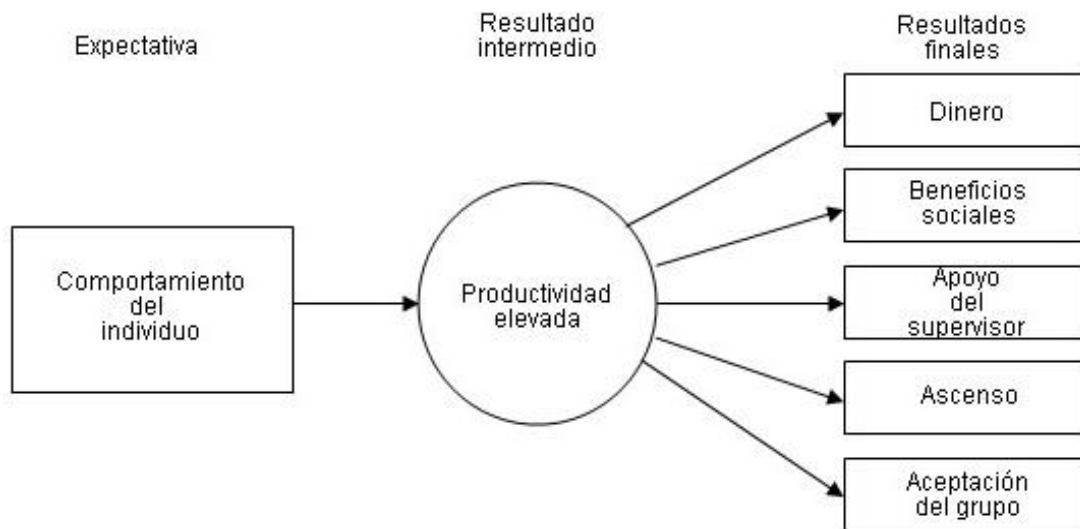 Expectativa
Resultado
intermedio
Resultados
finales
Comportamiento
del
individuo
Productividad
elevada
Dinero
Beneficios
sociales
Apoyo
del
supervisor
Ascenso
Aceptación
del grupo